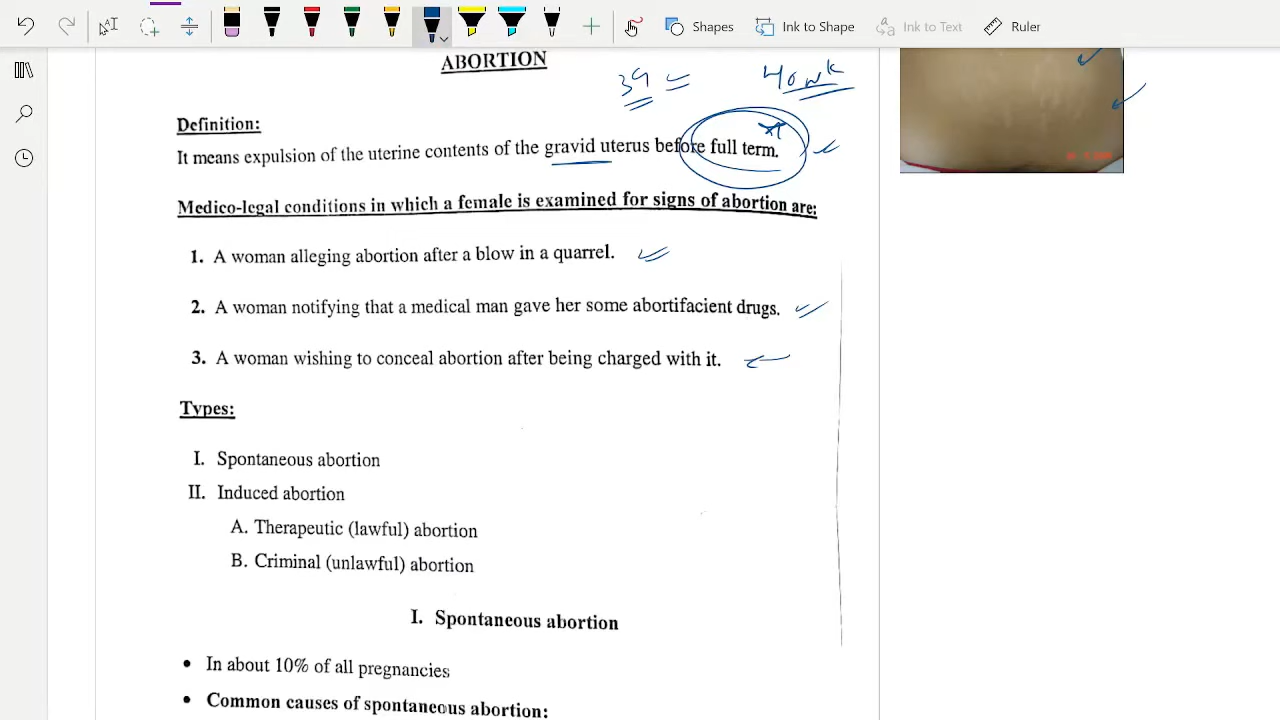 Shapes
Ink to Shape
Ink to Text
Ruler
ABORTION
39
40 wk
Definition:
It means expulsion of the uterine contents of the gravid uterus before full term.
Medico-legal conditions in which a female is examined for signs of abortion are:
1. A woman alleging abortion after a blow in a quarrel.
2. A woman notifying that a medical man gave her some abortifacient drugs.
3. A woman wishing to conceal abortion after being charged with it.
Types:
I. Spontaneous abortion
II. Induced abortion
A. Therapeutic (lawful) abortion
B. Criminal (unlawful) abortion
I. Spontaneous abortion
• In about 10% of all pregnancies
• Common causes of spontaneous abortion: